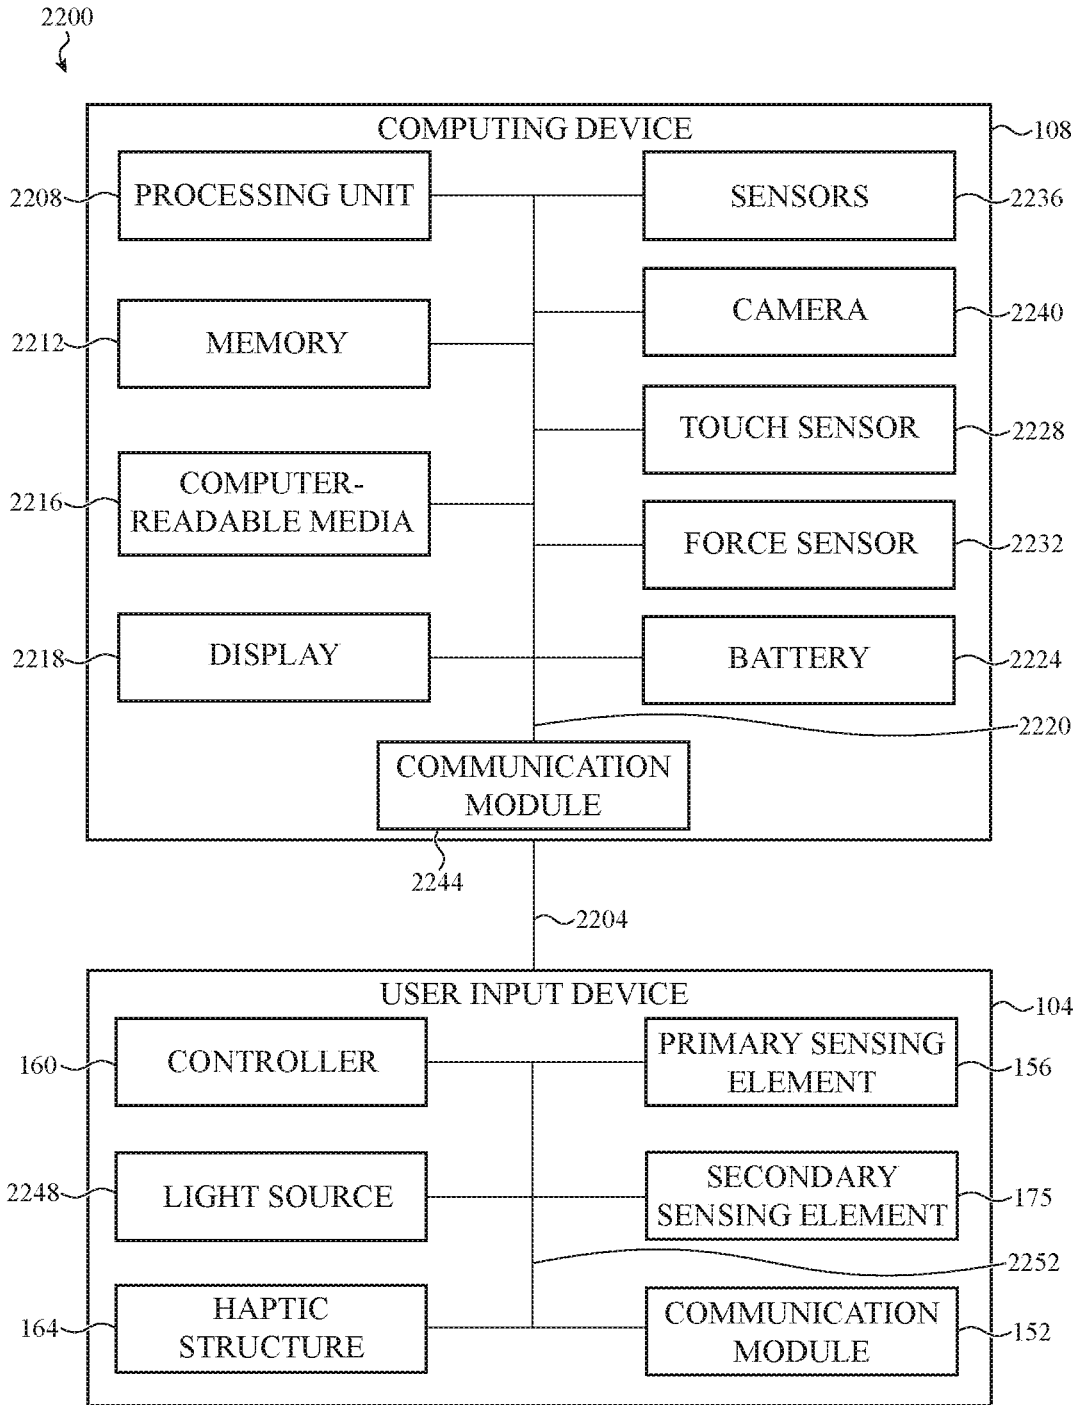 2200
COMPUTING DEVICE
108
2208
PROCESSING UNIT
SENSORS
2236
2212
MEMORY
CAMERA
2240
2216
COMPUTER-
READABLE MEDIA
TOUCH SENSOR
2228
FORCE SENSOR
2232
2218
DISPLAY
BATTERY
2224
2220
COMMUNICATION
MODULE
2244
2204
USER INPUT DEVICE
104
160
CONTROLLER
PRIMARY SENSING
ELEMENT
156
2248
LIGHT SOURCE
SECONDARY
SENSING ELEMENT
175
2252
164
HAPTIC
STRUCTURE
COMMUNICATION
MODULE
152